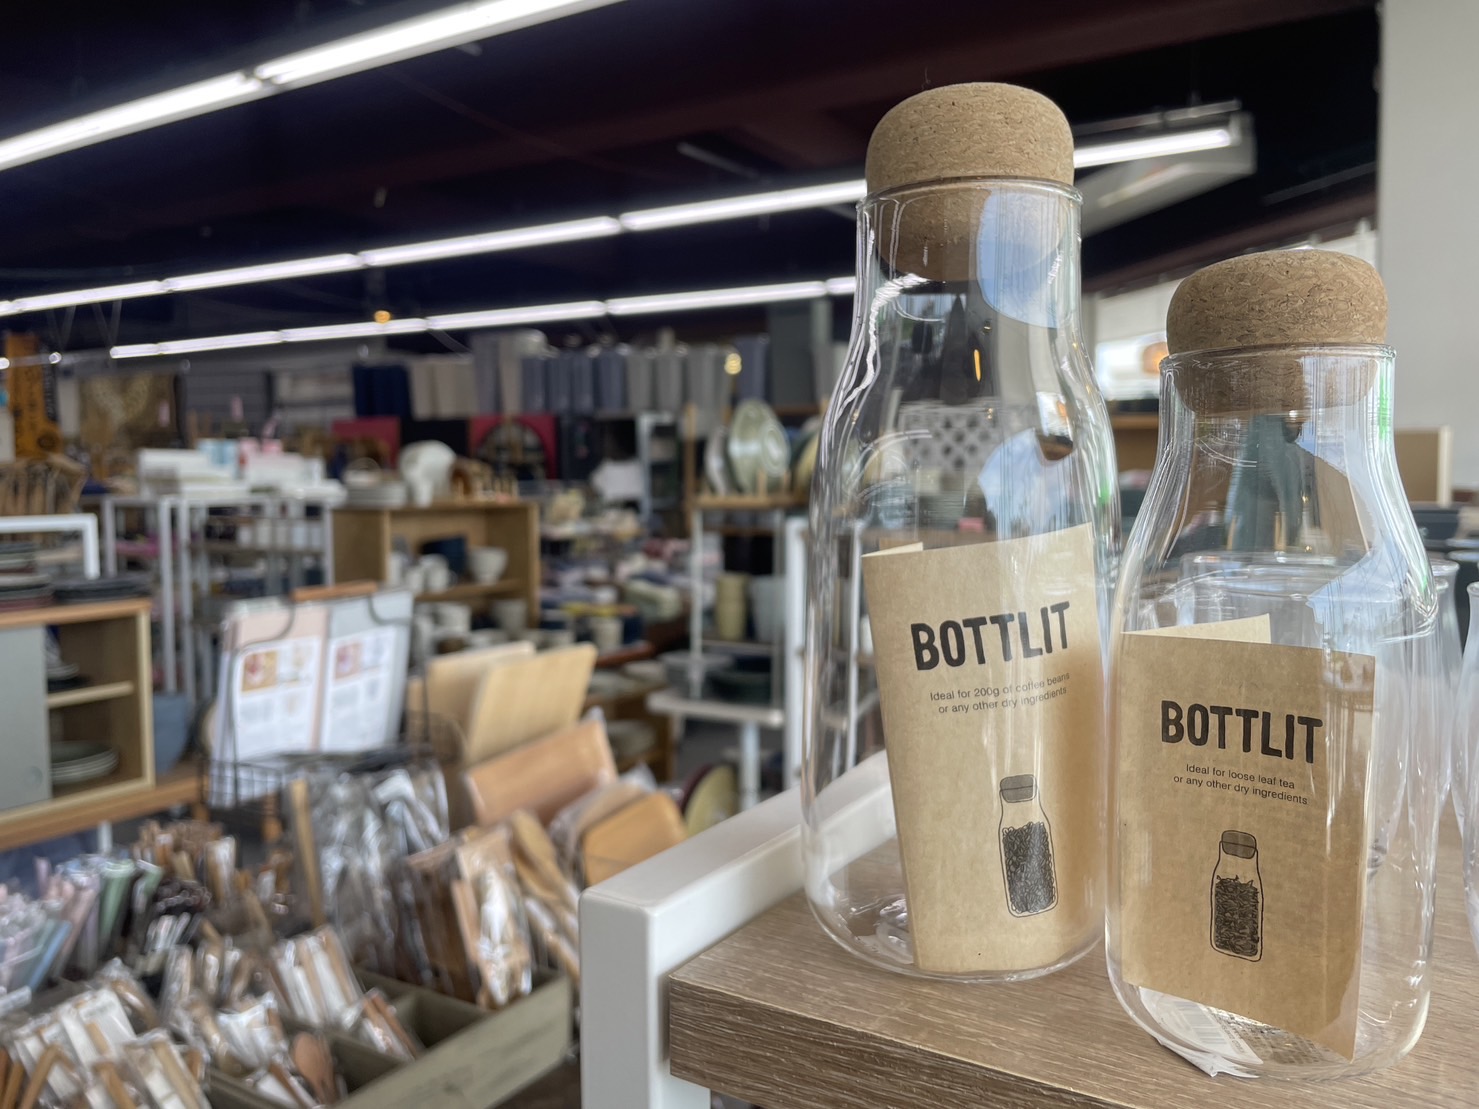 BOTTLIT
Ideal for 200g of coffee beans
or any other dry ingredients
BOTTLIT
Ideal for loose leaf tea
or any other dry ingredients